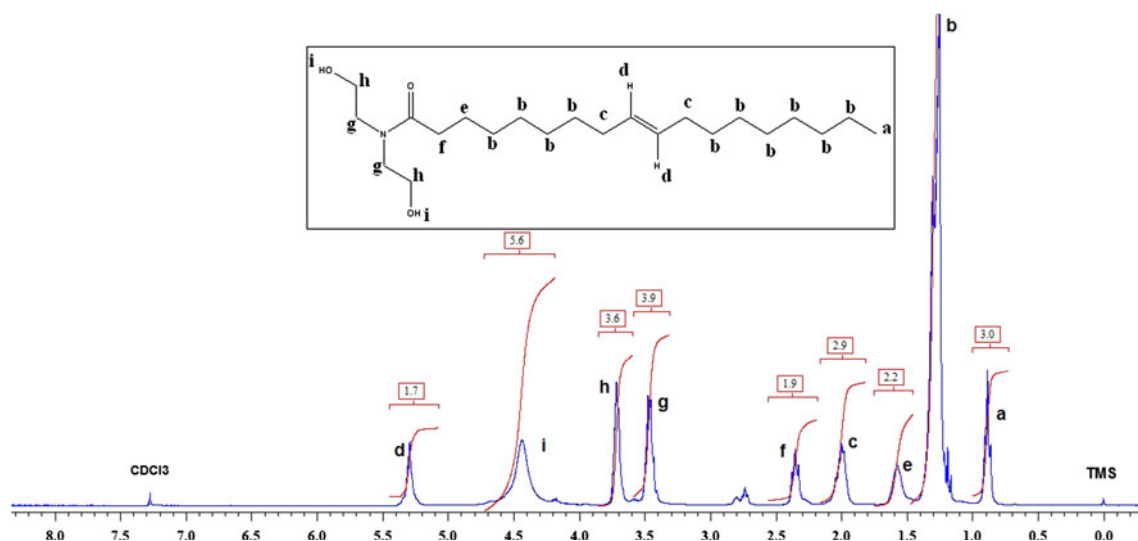 b
i HO
h
O
d
H
e b b c c b b b
g N
f b b b b b a
g
h
H
d
OH i
5.6
3.6
3.9
1.9
2.9
2.2
3.0
1.7
d
i
h
g
f
c
e
a
CDCl3
TMS
8.0 7.5 7.0 6.5 6.0 5.5 5.0 4.5 4.0 3.5 3.0 2.5 2.0 1.5 1.0 0.0